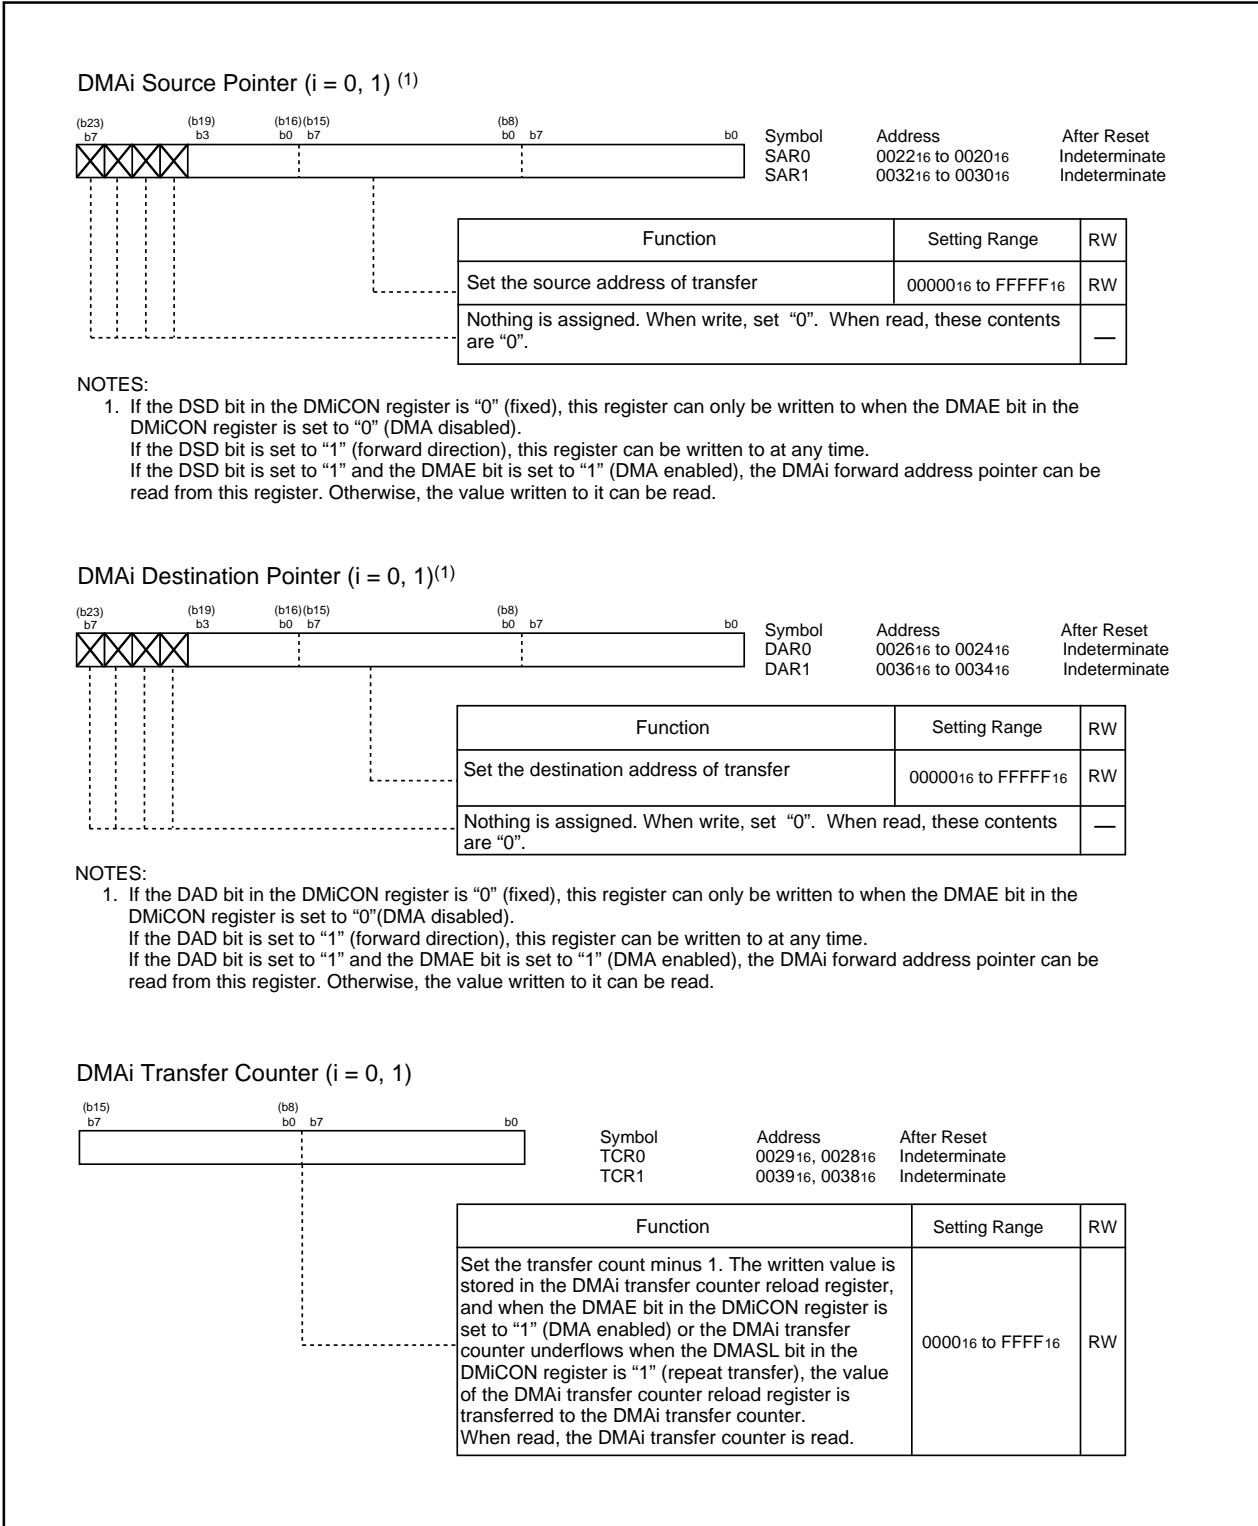 DMAi Source Pointer (i = 0, 1) (1)
(b23) (b19) (b16)(b15) (b8)
b7 b3 b0 b7 b0 b7 b0
Symbol Address After Reset
SAR0 002216 to 002016 Indeterminate
SAR1 003216 to 003016 Indeterminate
Function Setting Range RW
Set the source address of transfer 0000016 to FFFFF16 RW
Nothing is assigned. When write, set “0”. When read, these contents
are “0”. —
NOTES:
1. If the DSD bit in the DMiCON register is “0” (fixed), this register can only be written to when the DMAE bit in the
DMiCON register is set to “0” (DMA disabled).
If the DSD bit is set to “1” (forward direction), this register can be written to at any time.
If the DSD bit is set to “1” and the DMAE bit is set to “1” (DMA enabled), the DMAi forward address pointer can be
read from this register. Otherwise, the value written to it can be read.
DMAi Destination Pointer (i = 0, 1)(1)
(b23) (b19) (b16)(b15) (b8)
b7 b3 b0 b7 b0 b7 b0
Symbol Address After Reset
DAR0 002616 to 002416 Indeterminate
DAR1 003616 to 003416 Indeterminate
Function Setting Range RW
Set the destination address of transfer 0000016 to FFFFF16 RW
Nothing is assigned. When write, set “0”. When read, these contents
are “0”. —
NOTES:
1. If the DAD bit in the DMiCON register is “0” (fixed), this register can only be written to when the DMAE bit in the
DMiCON register is set to “0”(DMA disabled).
If the DAD bit is set to “1” (forward direction), this register can be written to at any time.
If the DAD bit is set to “1” and the DMAE bit is set to “1” (DMA enabled), the DMAi forward address pointer can be
read from this register. Otherwise, the value written to it can be read.
DMAi Transfer Counter (i = 0, 1)
(b15) (b8)
b7 b0 b7 b0
Symbol Address After Reset
TCR0 002916, 002816 Indeterminate
TCR1 003916, 003816 Indeterminate
Function Setting Range RW
Set the transfer count minus 1. The written value is
stored in the DMAi transfer counter reload register,
and when the DMAE bit in the DMiCON register is
set to “1” (DMA enabled) or the DMAi transfer
counter underflows when the DMASL bit in the
DMiCON register is “1” (repeat transfer), the value
of the DMAi transfer counter reload register is
transferred to the DMAi transfer counter.
When read, the DMAi transfer counter is read.
000016 to FFFF16 RW